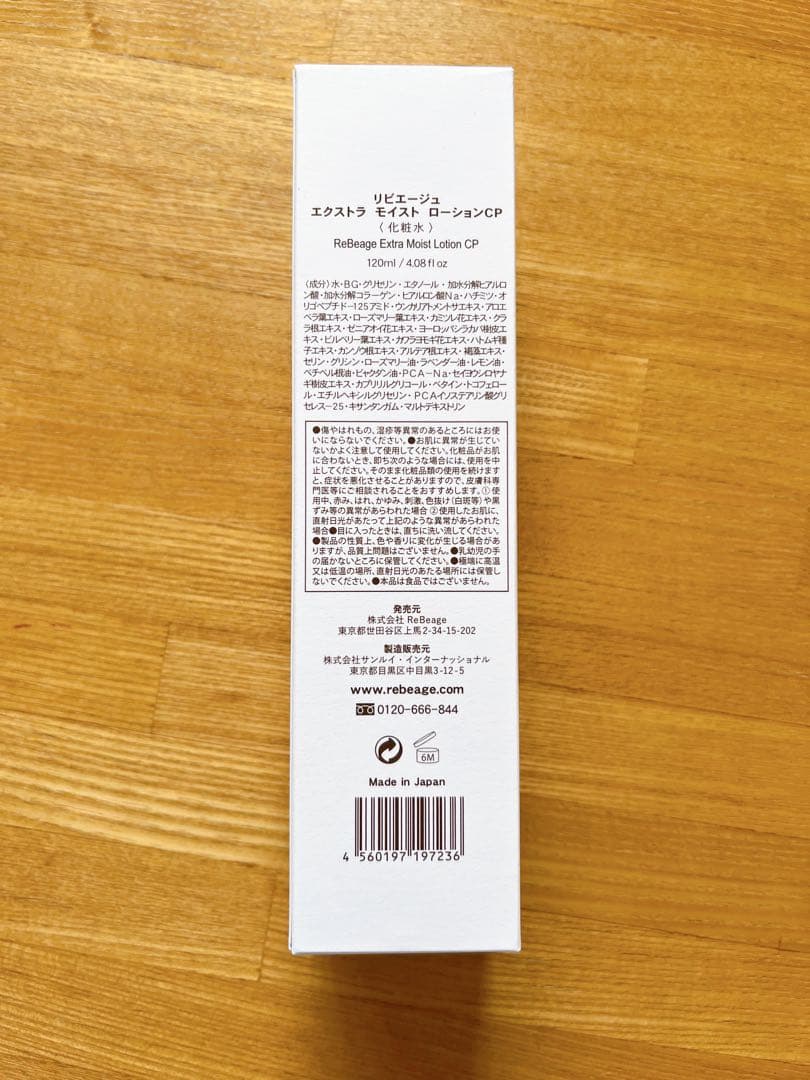 リビエージュ
エクストラ モイスト ローションCP
〈 化粧水 〉
ReBeage Extra Moist Lotion CP
120ml / 4.08 fl oz
〈成分〉水・BG・グリセリン・エタノール・加水分解ヒアルロ
ン酸・加水分解コラーゲン・ヒアルロン酸Na・ハチミツ・オ
リゴペプチド-125アミド・ウンカリアトメントサエキス・アロエ
ベラ葉エキス・ローズマリー葉エキス・カミツレ花エキス・クラ
ラ根エキス・ゼニアオイ花エキス・ヨーロッパシラカバ樹皮エ
キス・ビルベリー葉エキス・カワラヨモギ花エキス・ハトムギ種
子エキス・カンゾウ根エキス・アルテア根エキス・褐藻エキス・
セリン・グリシン・ローズマリー油・ラベンダー油・レモン油・
ベチベル根油・ビャクダン油・PCA-Na・セイヨウシロヤナ
ギ樹皮エキス・カプリリルグリコール・ベタイン・トコフェロー
ル・エチルヘキシルグリセリン・PCAイソステアリン酸グリ
セレス-25・キサンタンガム・マルトデキストリン
●傷やはれもの、湿疹等異常のあるところにはお使
いにならないでください。●お肌に異常が生じてい
ないかよく注意して使用してください。化粧品がお肌
に合わないとき、即ち次のような場合には、使用を中
止してください。そのまま化粧品類の使用を続けます
と、症状を悪化させることがありますので、皮膚科専
門医等にご相談されることをおすすめします。①使
用中、赤み、はれ、かゆみ、刺激、色抜け(白斑等)や黒
ずみ等の異常があらわれた場合 ②使用したお肌に、
直射日光があたって上記のような異常があらわれた
場合●目に入ったときは、直ちに洗い流してください。
●製品の性質上、色や香りに変化が生じる場合があ
りますが、品質上問題はございません。●乳幼児の手
の届かないところに保管してください。●極端に高温
又は低温の場所、直射日光のあたる場所には保管し
ないでください。●本品は食品ではございません。
発売元
株式会社 ReBeage
東京都世田谷区上馬2-34-15-202
製造販売元
株式会社サンルイ・インターナッショナル
東京都目黒区中目黒3-12-5
www.rebeage.com
0120-666-844
6M
Made in Japan
4 560197 197236